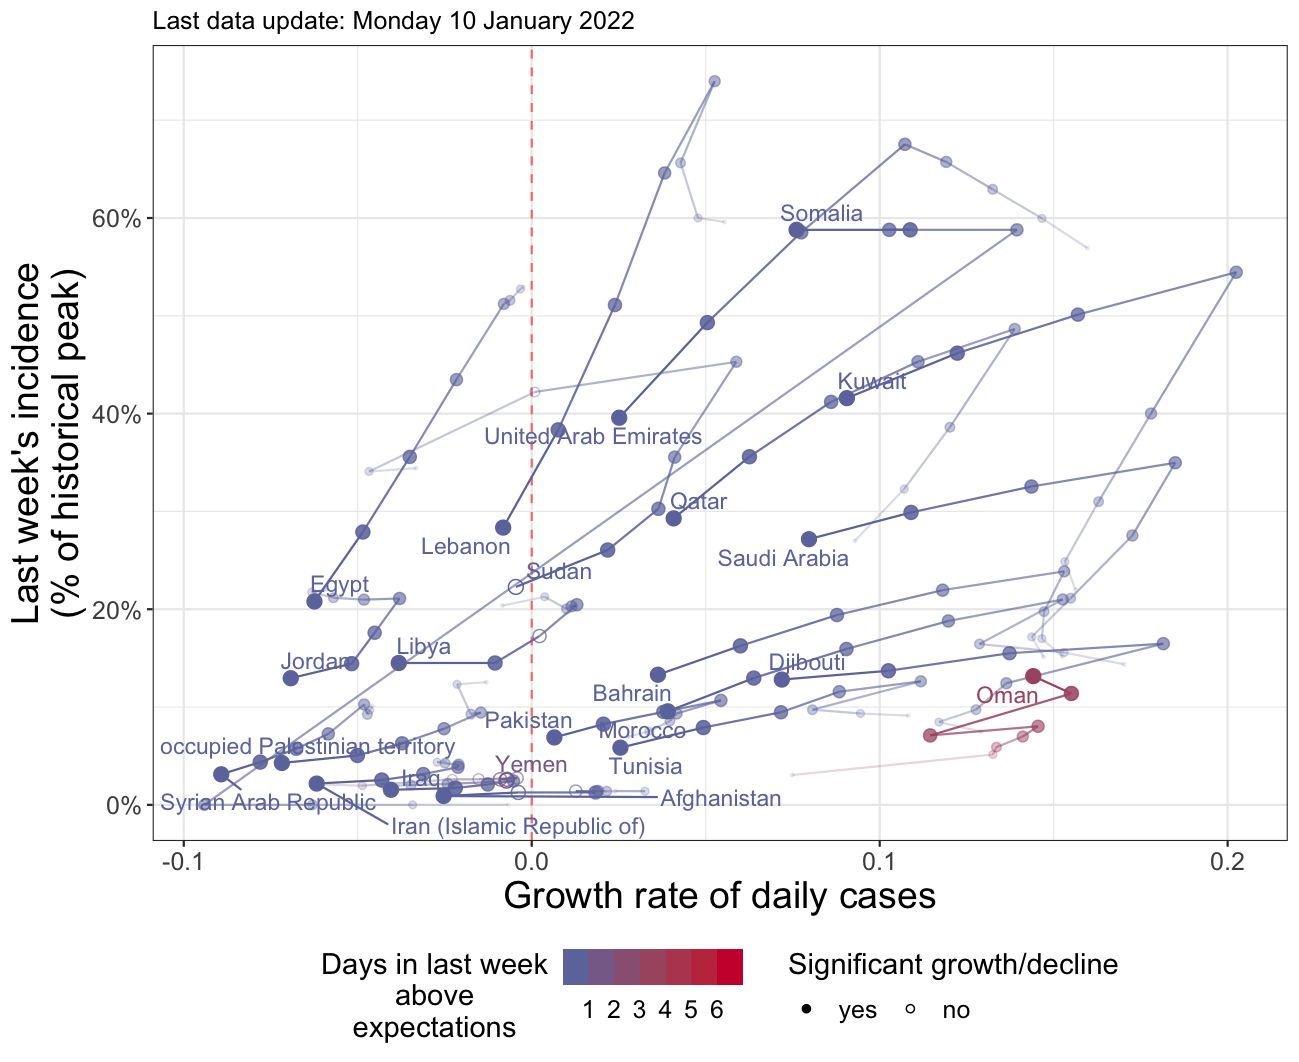 Last data update: Monday 10 January 2022
Last week's incidence
(% of historical peak)
60%
40%
20%
0%
Somalia
Kuwait
United Arab Emirates
Qatar
Lebanon
Saudi Arabia
Sudan
Egypt
Libya
Jordan
Djibouti
Bahrain
Oman
Pakistan
Morocco
occupied Palestinian territory
Yemen
Tunisia
Iraq
Syrian Arab Republic
Afghanistan
Iran (Islamic Republic of)
-0.1
0.0
0.1
0.2
Growth rate of daily cases
Days in last week
above
expectations
1 2 3 4 5 6
Significant growth/decline
yes
no